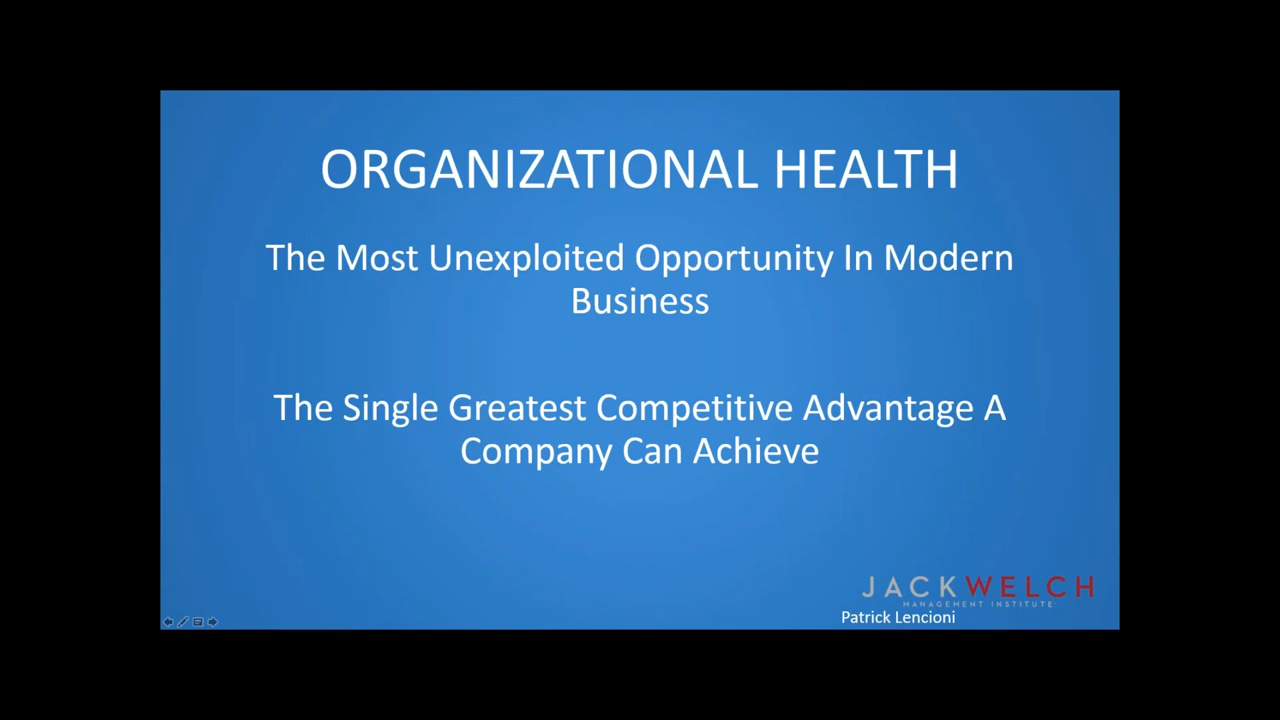 ORGANIZATIONAL HEALTH
The Most Unexploited Opportunity In Modern
Business
The Single Greatest Competitive Advantage A
Company Can Achieve
JACKWELCH
MANAGEMENT INSTITUTE
Patrick Lencioni